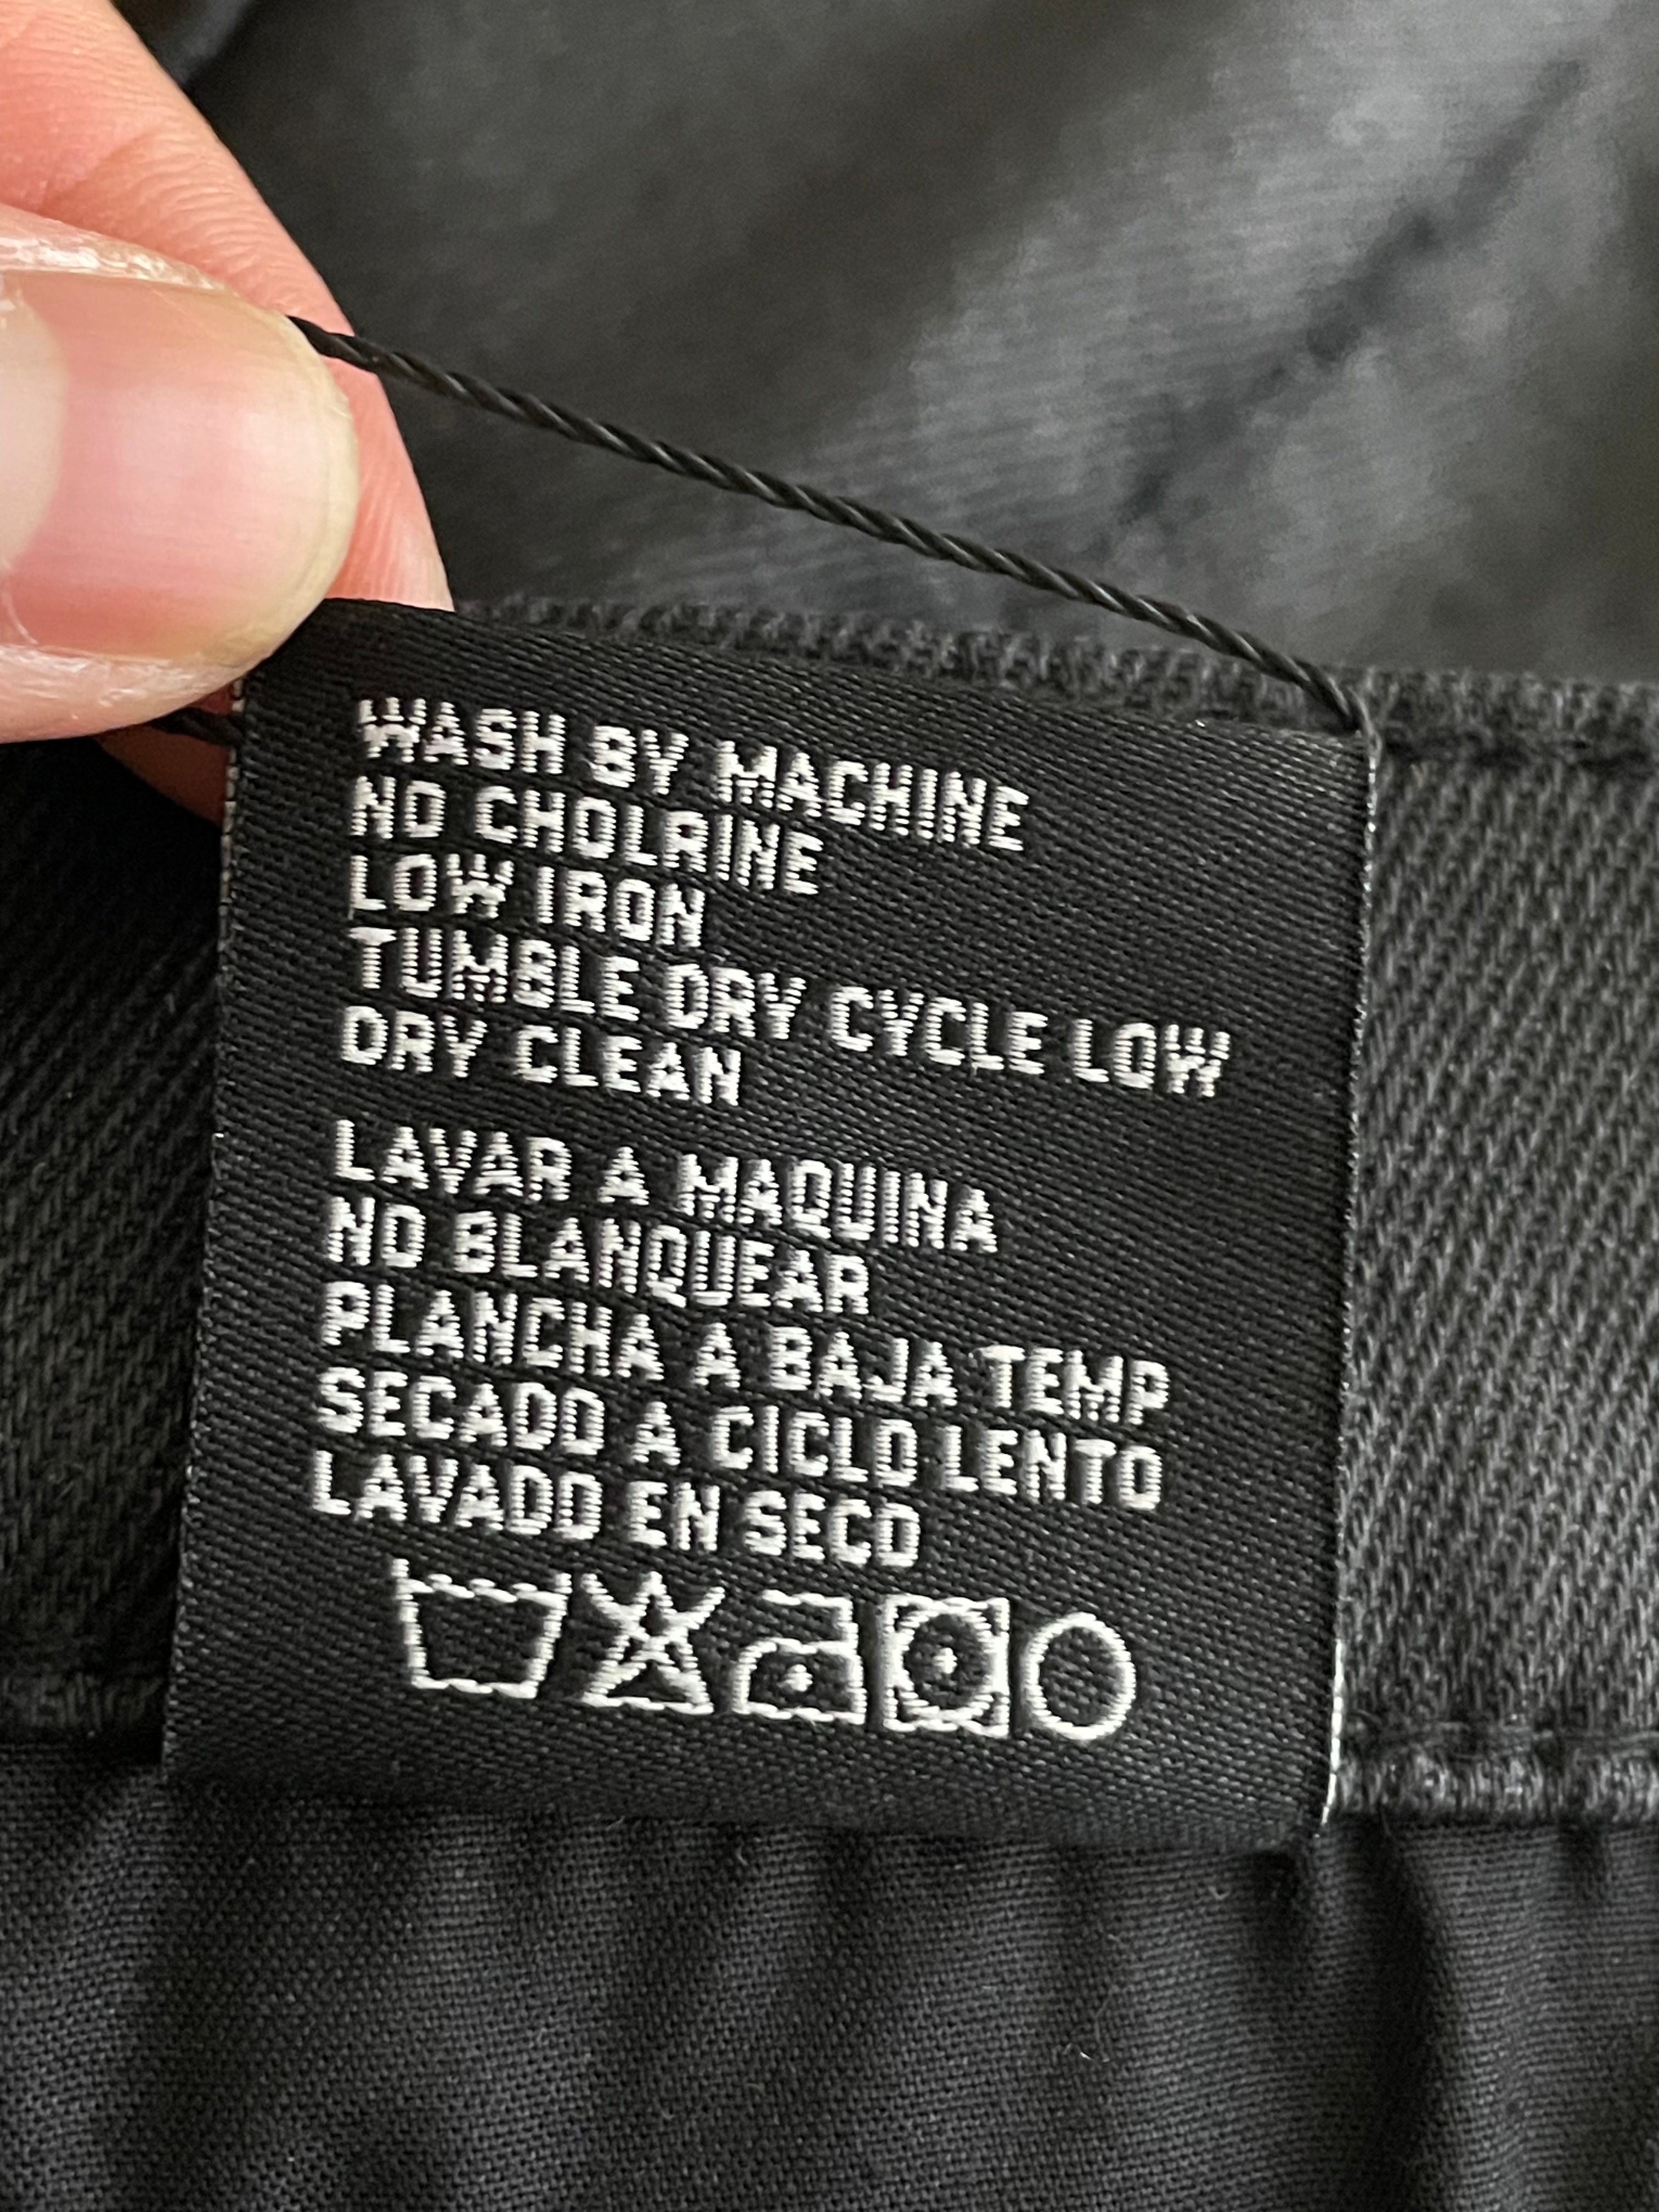 WASH BY MACHINE
NO CHOLRINE
LOW IRON
TUMBLE DRY CYCLE LOW
DRY CLEAN
LAVAR A MAQUINA
NO BLANQUEAR
PLANCHA A BAJA TEMP
SECADO A CICLO LENTO
LAVADO EN SECO